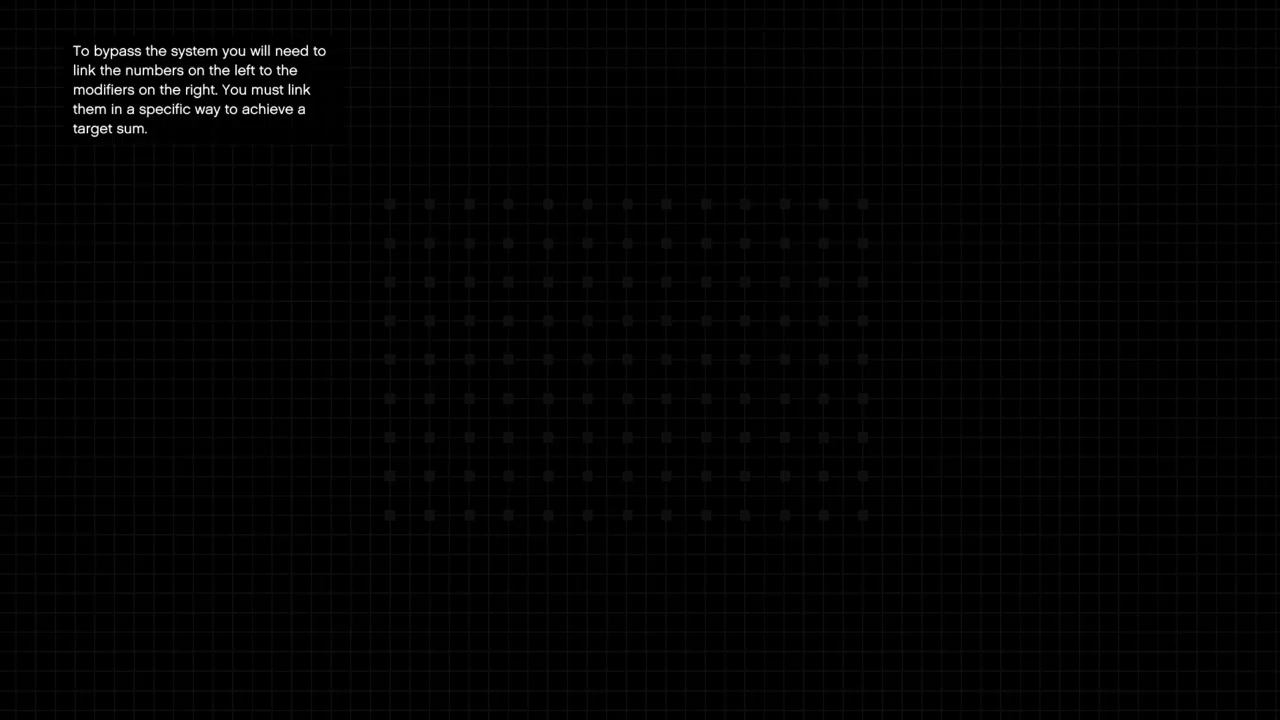 To bypass the system you will need to
link the numbers on the left to the
modifiers on the right. You must link
them in a specific way to achieve a
target sum.